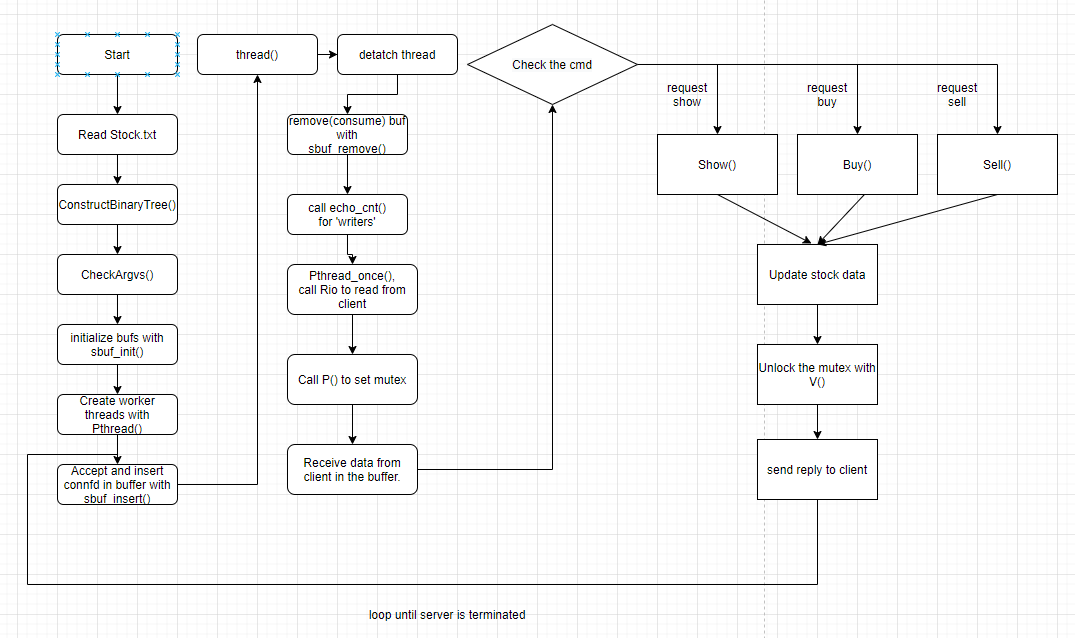 Start
Read Stock.txt
ConstructBinaryTree()
CheckArgvs()
initialize bufs with
sbuf_init()
Create worker
threads with
Pthread()
Accept and insert
connfd in buffer with
sbuf_insert()
thread()
detatch thread
remove(consume) buf
with
sbuf_remove()
call echo_cnt()
for 'writers'
Pthread_once(),
call Rio to read from
client
Call P() to set mutex
Receive data from
client in the buffer.
Check the cmd
request
show
request
buy
request
sell
Show()
Buy()
Sell()
Update stock data
Unlock the mutex with
V()
send reply to client
loop until server is terminated